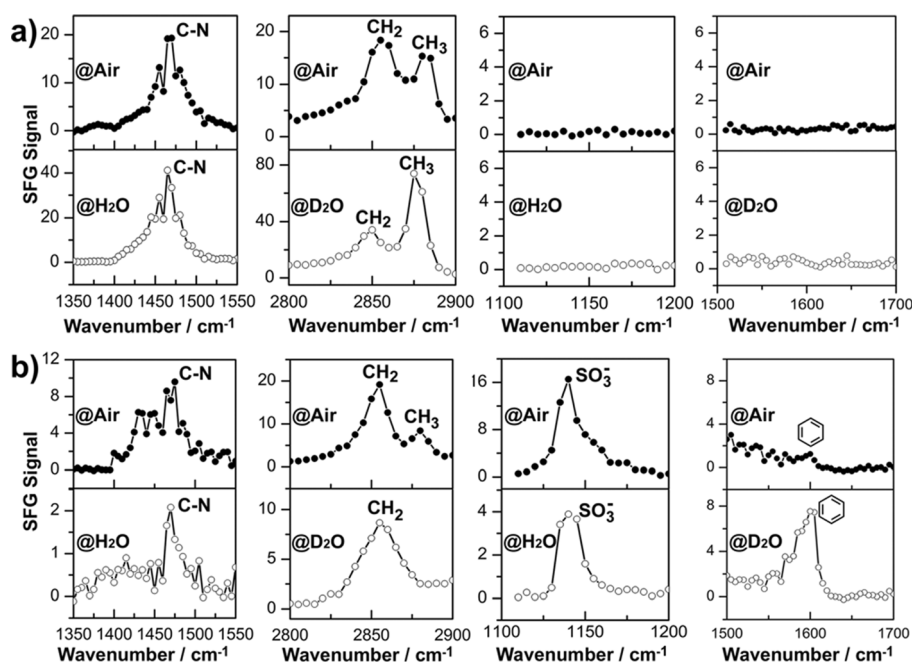 a)
SFG Signal
20
10
0
@Air
C-N
20
15
10
5
0
@Air
CH2
CH3
6
4
2
0
@Air
6
4
2
0
@Air
40
20
0
@H2O
C-N
80
40
0
@D2O
CH2
CH3
6
4
2
0
@H2O
6
4
2
0
@D2O
1350 1400 1450 1500 1550
2800 2850 2900
1100 1150 1200
1500 1600 1700
Wavenumber / cm-1
Wavenumber / cm-1
Wavenumber / cm-1
Wavenumber / cm-1
b)
SFG Signal
12
8
4
0
@Air
C-N
20
10
0
@Air
CH2
CH3
16
8
0
@Air
SO3-
8
4
0
@Air
2
1
0
@H2O
C-N
10
5
0
@D2O
CH2
4
2
0
@H2O
SO3-
8
4
0
@D2O
1350 1400 1450 1500 1550
2800 2850 2900
1100 1150 1200
1500 1600 1700
Wavenumber / cm-1
Wavenumber / cm-1
Wavenumber / cm-1
Wavenumber / cm-1